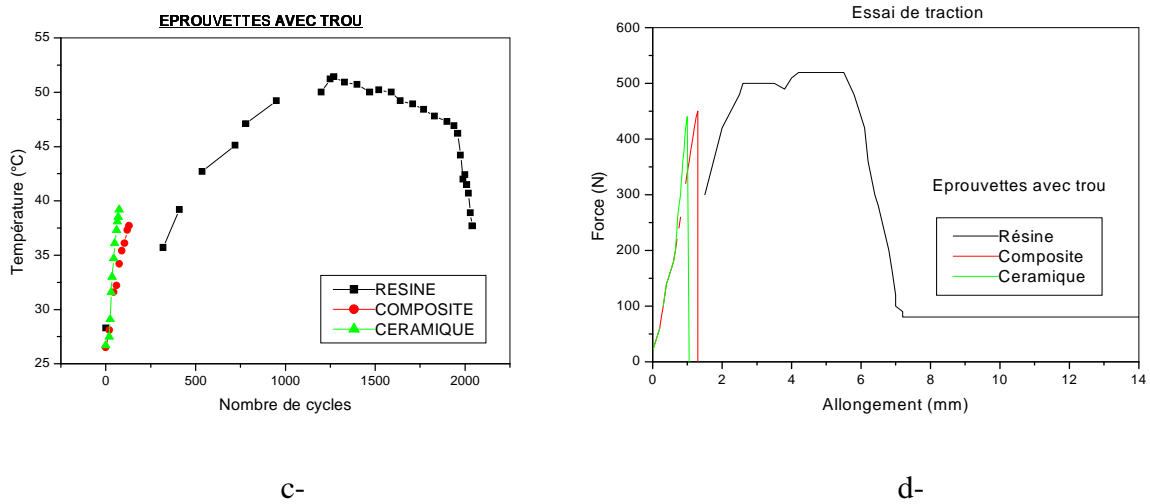 EPROUVETTES AVEC TROU
55
50
45
40
35
30
25
Température (°C)
0
500
1000
1500
2000
Nombre de cycles
RESINE
COMPOSITE
CERAMIQUE
c-
Essai de traction
600
500
400
300
200
100
0
Force (N)
0
2
4
6
8
10
12
14
Allongement (mm)
Eprouvettes avec trou
Résine
Composite
Ceramique
d-